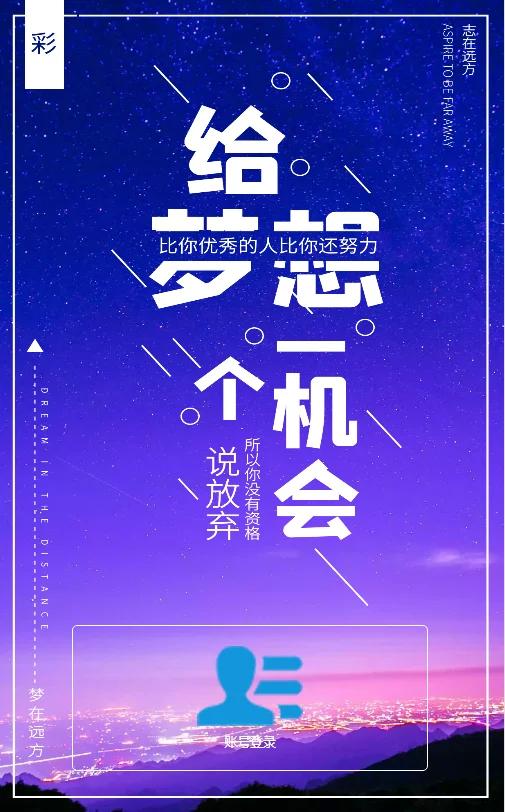 彩
志在远方
ASPIRE TO BE FAR AWAY
给
梦想
比你优秀的人比你还努力
一
个
机
会
所以你没有资格
说放弃
DREAM IN THE DISTANCE
梦在远方
账号登录